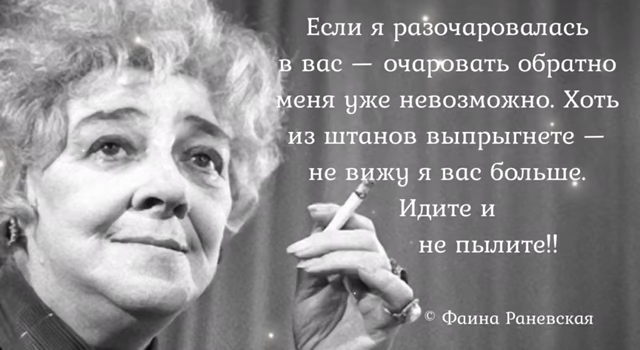 Если я разочаровалась
в вас — очаровать обратно
меня уже невозможно. Хоть
из штанов выпрыгнете —
не вижу я вас больше.
Идите и
не пылите!!
© Фаина Раневская